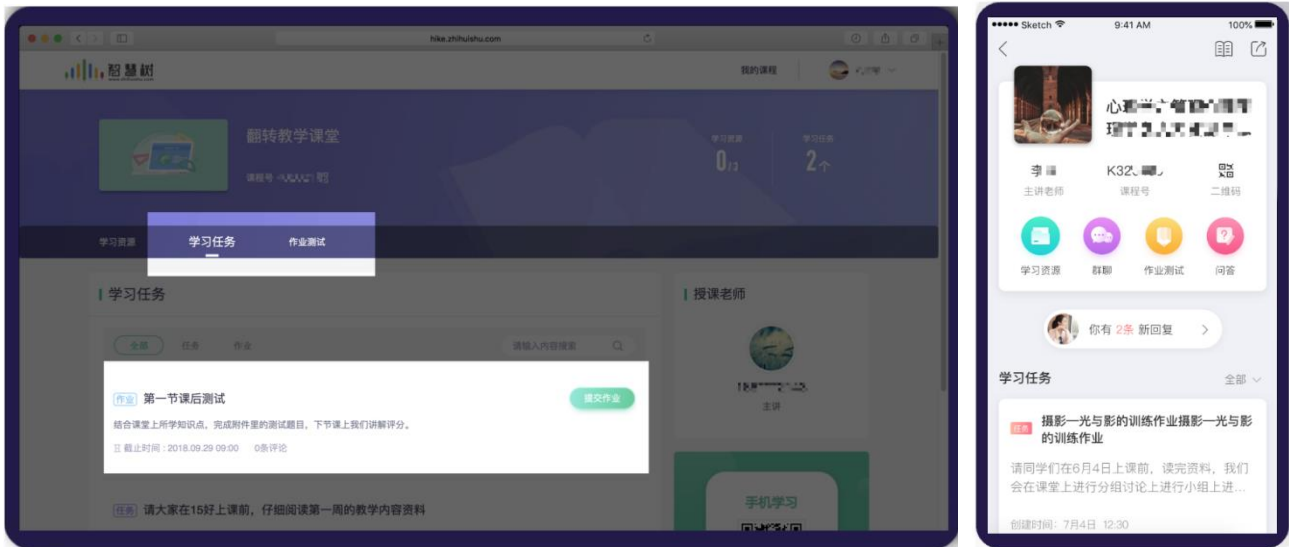 hike.zhihuishu.com
智慧树
我的课程
翻转教学课堂
课程号
学习资源
0/3
学习任务
2个
学习资源
学习任务
作业测试
学习任务
全部
任务
作业
请输入内容搜索
作业 第一节课后测试
提交作业
结合课堂上所学知识点，完成附件里的测试题目，下节课上我们讲解评分。
截止时间：2018.09.29 09:00 0条评论
任务 请大家在15好上课前，仔细阅读第一周的教学内容资料
授课老师
主讲
手机学习
Sketch
9:41 AM
100%
李
主讲老师
K32
课程号
二维码
学习资源
群聊
作业测试
问答
你有 2条 新回复
学习任务
全部
任务 摄影—光与影的训练作业摄影—光与影
的训练作业
请同学们在6月4日上课前，读完资料，我们
会在课堂上进行分组讨论上进行小组上进...
创建时间：7月4日 12:30